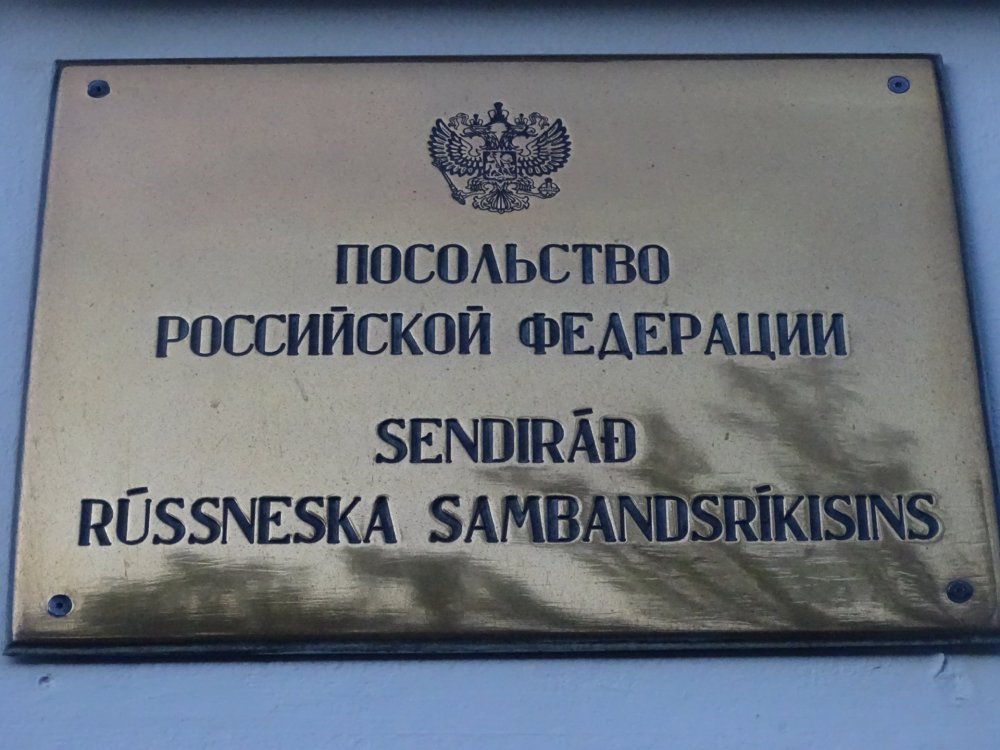 ПОСОЛЬСТВО
РОССИЙСКОЙ ФЕДЕРАЦИИ
SENDIRÁÐ
RÚSSNESKA SAMBANDSRÍKISINS